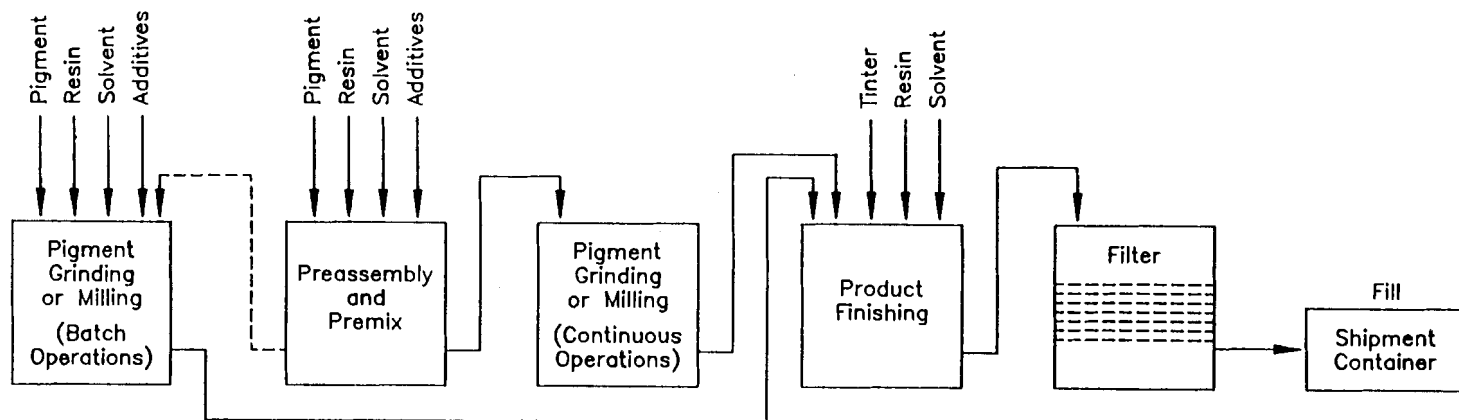 Pigment
Resin
Solvent
Additives
Pigment
Resin
Solvent
Additives
Tinter
Resin
Solvent
Pigment
Grinding
or Milling
(Batch
Operations)
Preassembly
and
Premix
Pigment
Grinding
or Milling
(Continuous
Operations)
Product
Finishing
Filter
Fill
Shipment
Container